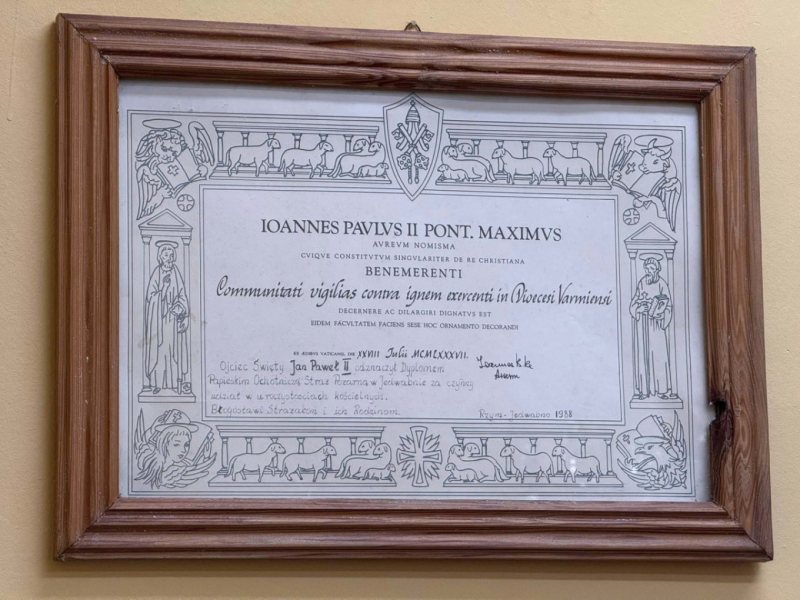 IOANNES PAVLVS II PONT. MAXIMVS
AVREVM NOMISMA
CVIQVE CONSTITVTVM SINGVLARITER DE RE CHRISTIANA
BENEMERENTI
Communitati vigilias contra ignem exercenti in Dioecesi Varmiensi
DECERNERE AC DILARGIRI DIGNATVS EST
EIDEM FACVLTATEM FACIENS SESE HOC ORNAMENTO DECORANDI
EX AEDIBVS VATICANIS, DIE XXVIII Julii MCMLXXXVII.
Ojciec Święty Jan Paweł II odznaczył Dyplomem
Papieskim Ochotniczą Straż Pożarną w Jedwabnie za czynny
udział w uroczystościach kościelnych.
Błogosławi Strażakom i ich Rodzinom. Rzym-Jedwabno 1988